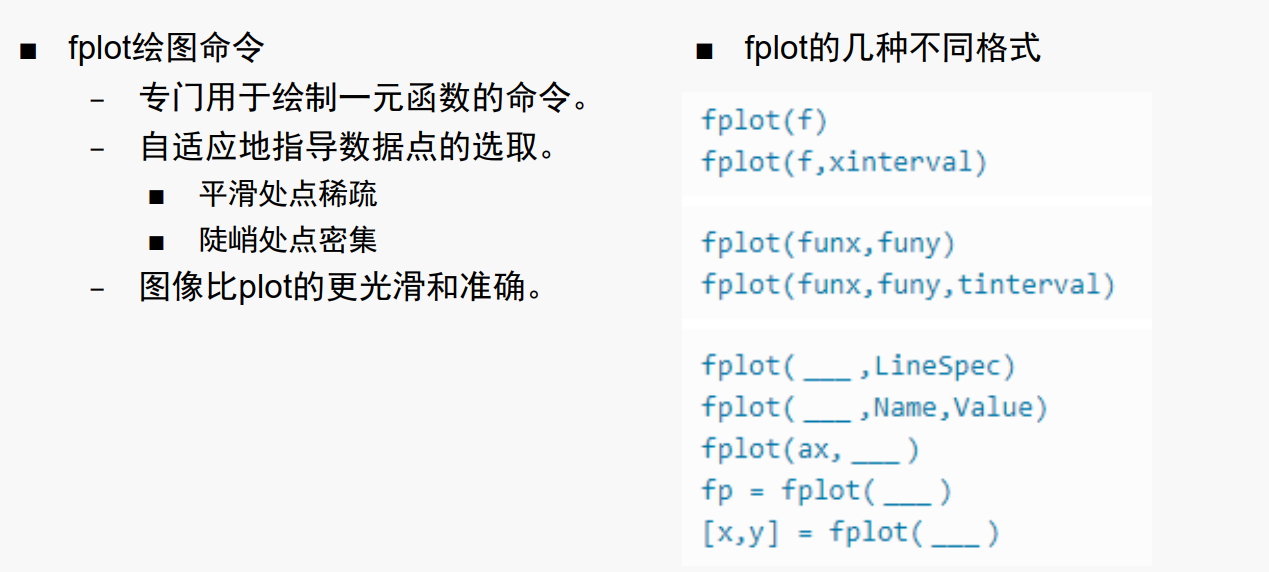 ■ fplot绘图命令
– 专门用于绘制一元函数的命令。
– 自适应地指导数据点的选取。
■ 平滑处点稀疏
■ 陡峭处点密集
– 图像比plot的更光滑和准确。
■ fplot的几种不同格式
fplot(f)
fplot(f,xinterval)
fplot(funx,funy)
fplot(funx,funy,tinterval)
fplot(___,LineSpec)
fplot(___,Name,Value)
fplot(ax,___)
fp = fplot(___)
[x,y] = fplot(___)